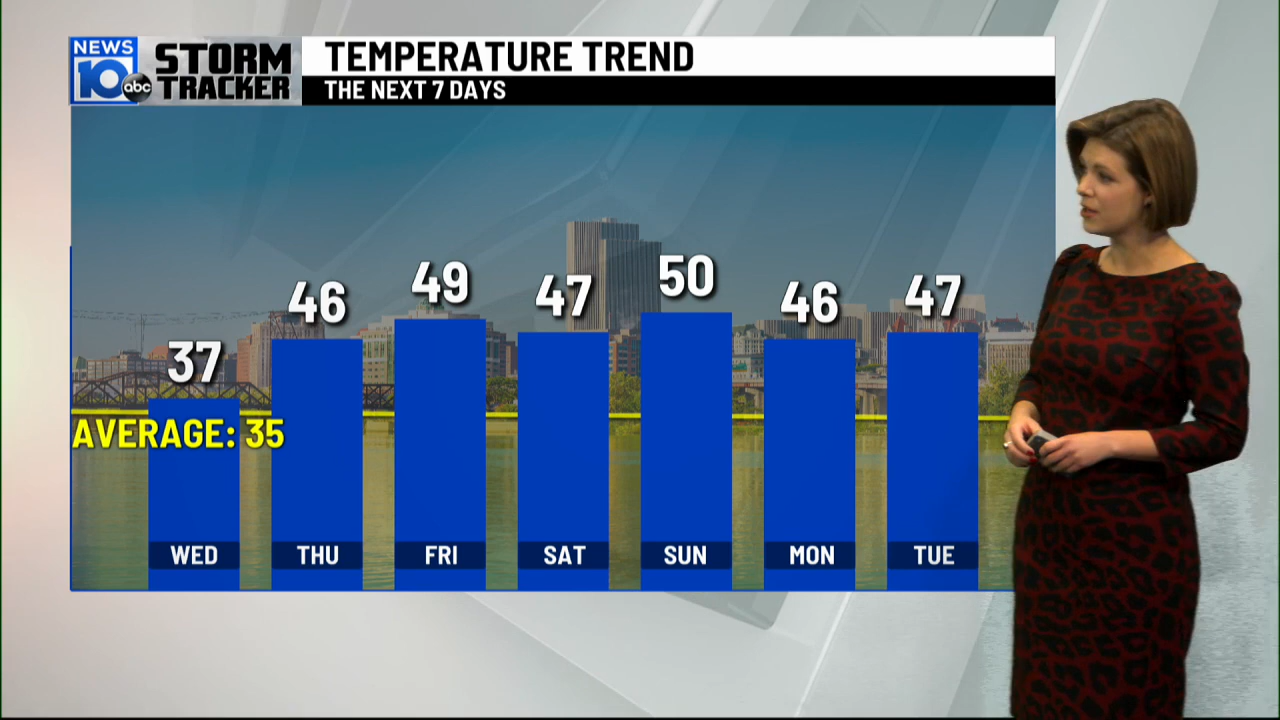 NEWS
10
abc
STORM
TRACKER
TEMPERATURE TREND
THE NEXT 7 DAYS
37
46
49
47
50
46
47
AVERAGE: 35
WED
THU
FRI
SAT
SUN
MON
TUE